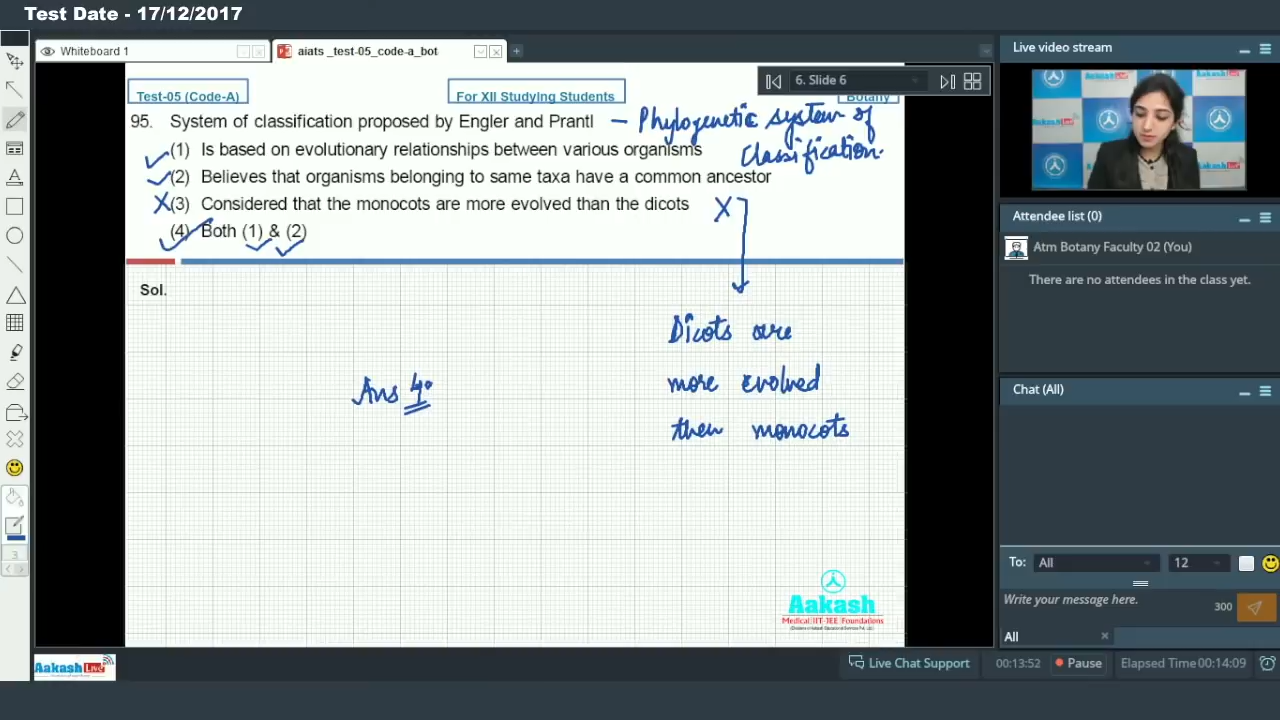 Test Date - 17/12/2017
Whiteboard 1
aiats _test-05_code-a_bot
Live video stream
6. Slide 6
Test-05 (Code-A)
For XII Studying Students
Botany
95. System of classification proposed by Engler and Prantl – Phylogenetic system of
classification.
(1) Is based on evolutionary relationships between various organisms
(2) Believes that organisms belonging to same taxa have a common ancestor
(3) Considered that the monocots are more evolved than the dicots
(4) Both (1) & (2)
Sol.
Dicots are
more evolved
then monocots
Ans 4.
Aakash
Medical|IIT-JEE|Foundations
Attendee list (0)
Atm Botany Faculty 02 (You)
There are no attendees in the class yet.
Chat (All)
To: All 12
Write your message here.
300
All
3
Aakash Live
Live Chat Support
00:13:52
Pause
Elapsed Time 00:14:09